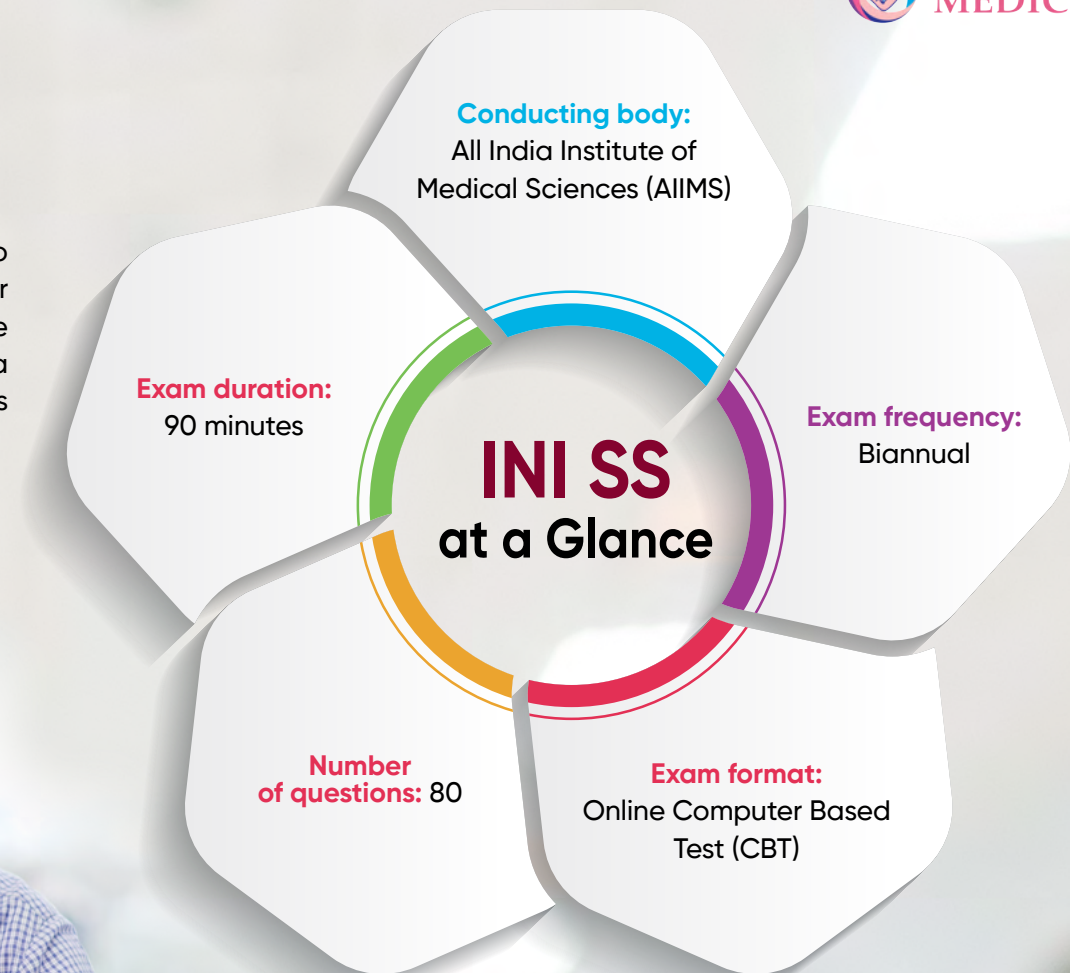 MEDIC
Conducting body:
All India Institute of
Medical Sciences (AIIMS)
Exam duration:
90 minutes
Exam frequency:
Biannual
INI SS
at a Glance
Number
of questions: 80
Exam format:
Online Computer Based
Test (CBT)